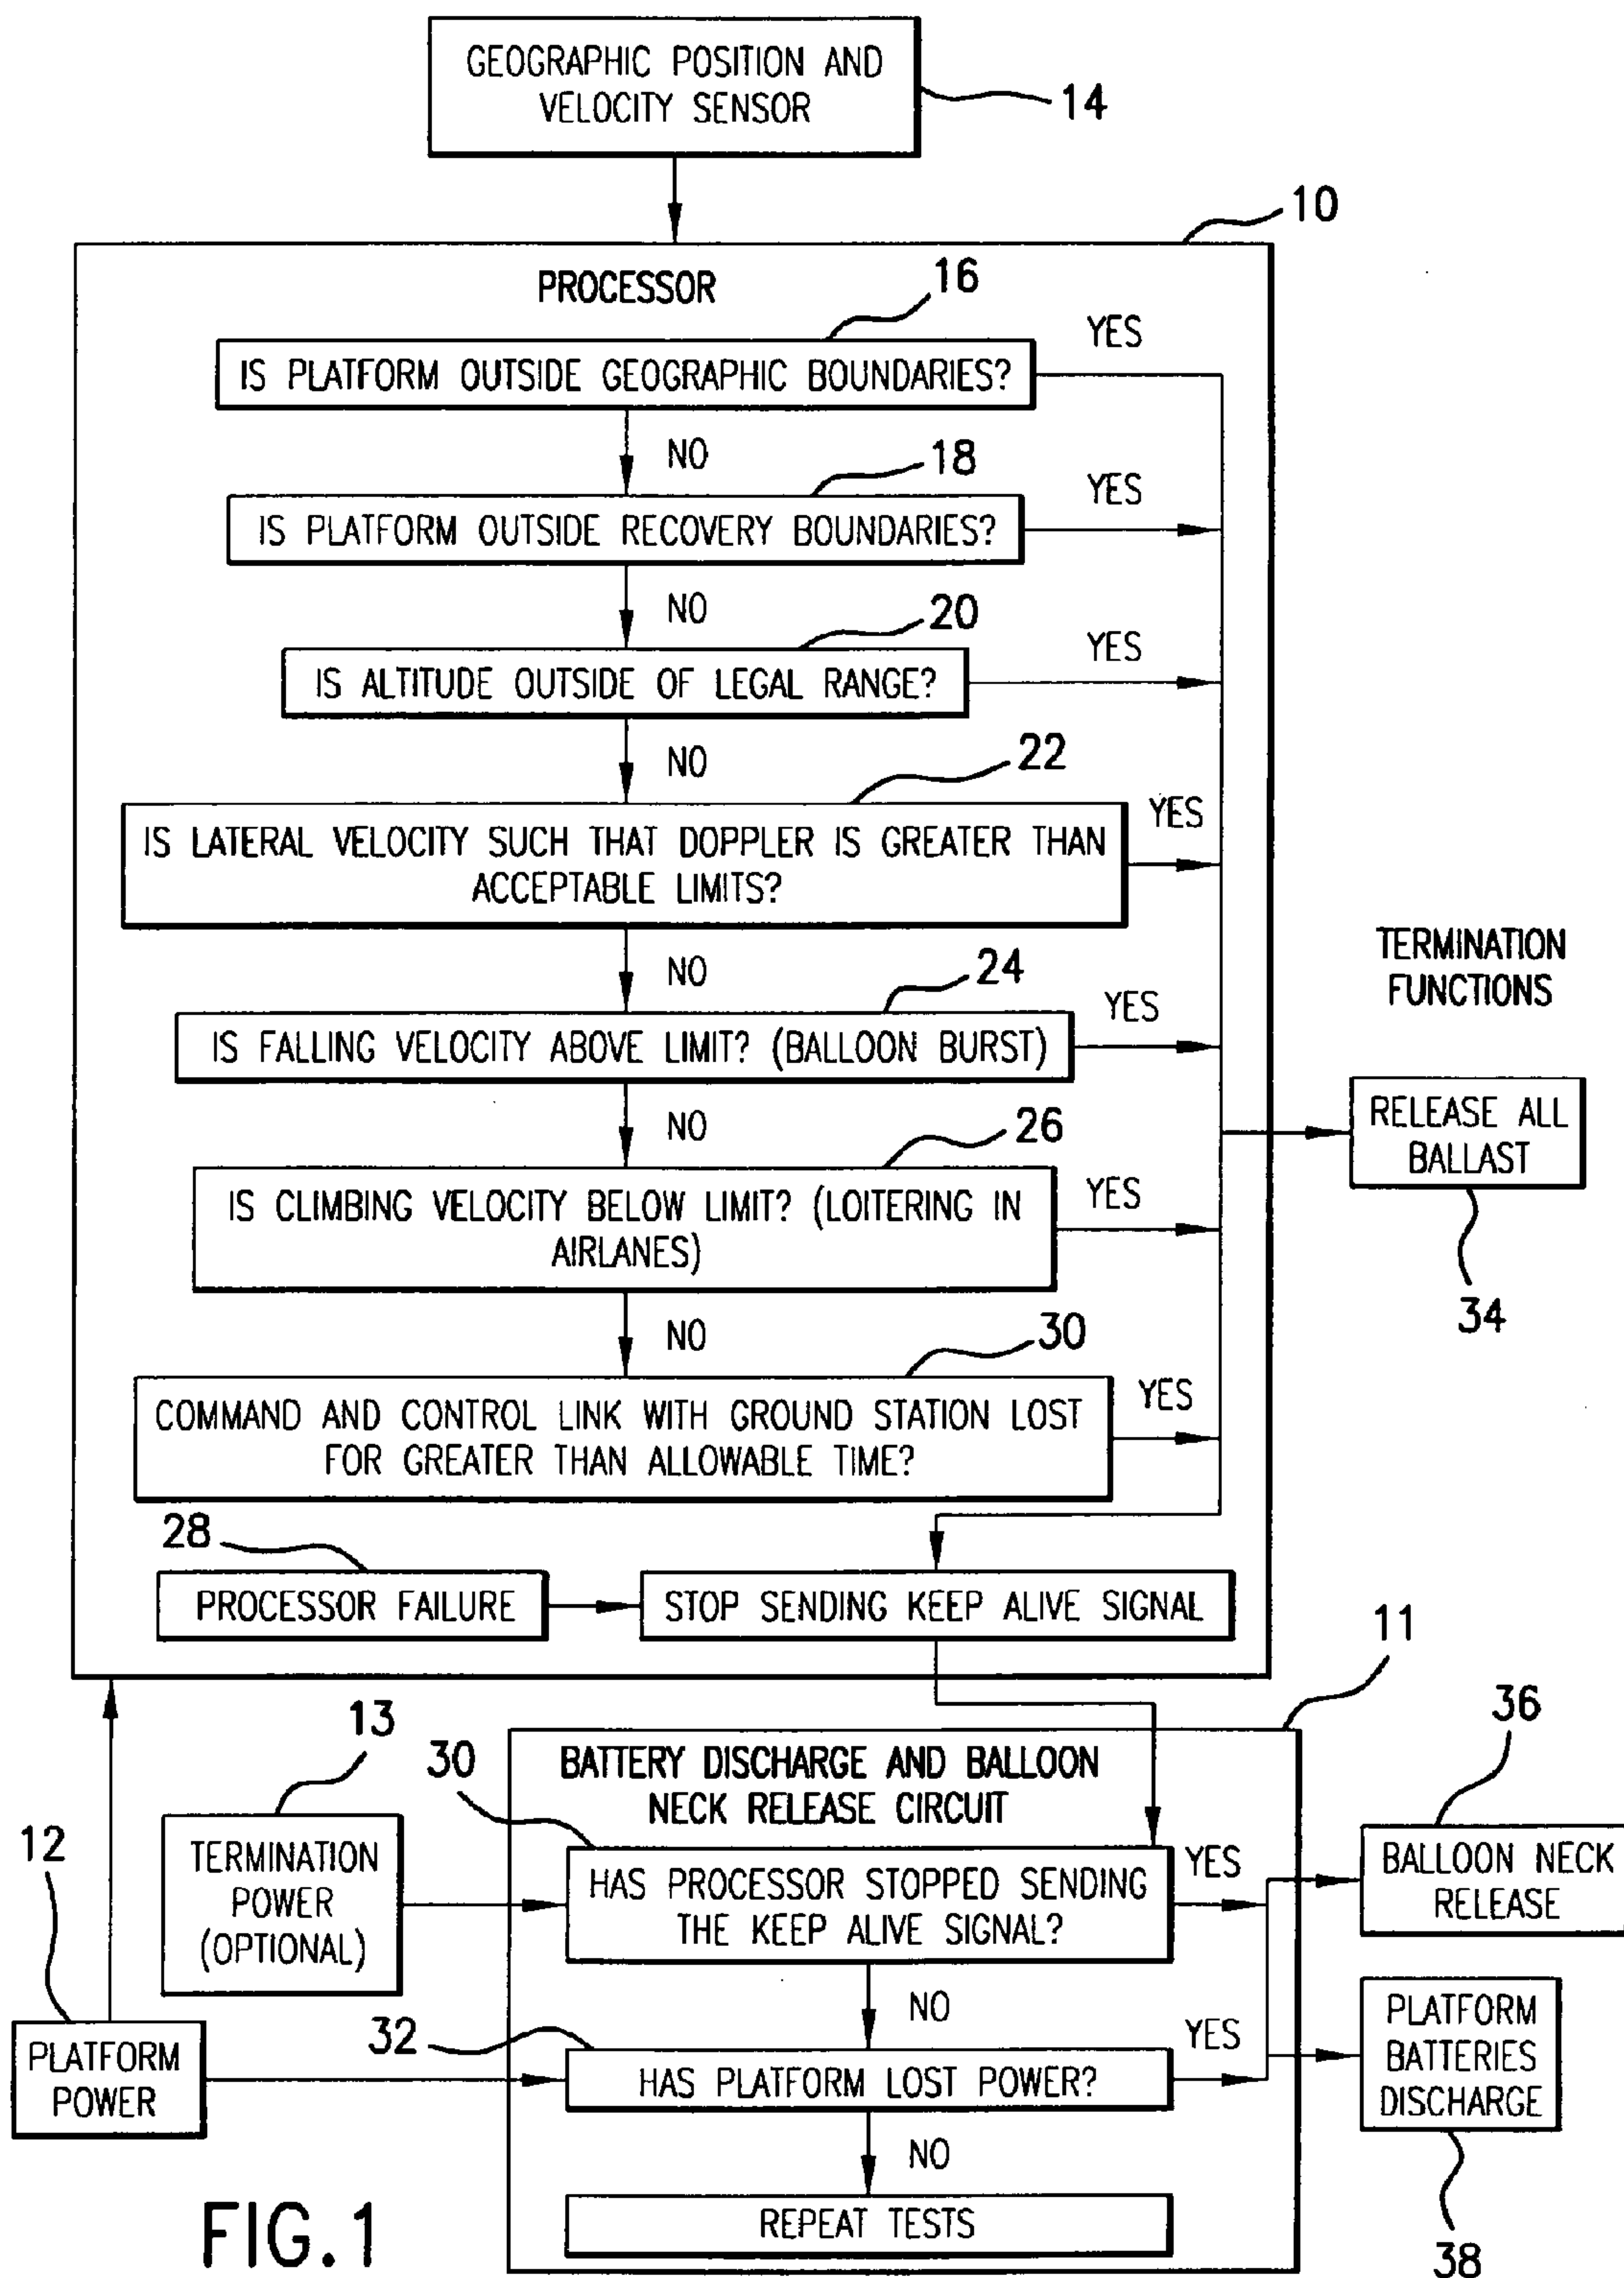 GEOGRAPHIC POSITION AND
VELOCITY SENSOR
14
10
PROCESSOR
16
IS PLATFORM OUTSIDE GEOGRAPHIC BOUNDARIES?
YES
NO
18
IS PLATFORM OUTSIDE RECOVERY BOUNDARIES?
YES
NO
20
IS ALTITUDE OUTSIDE OF LEGAL RANGE?
YES
NO
22
IS LATERAL VELOCITY SUCH THAT DOPPLER IS GREATER THAN
ACCEPTABLE LIMITS?
YES
NO
24
IS FALLING VELOCITY ABOVE LIMIT? (BALLOON BURST)
YES
TERMINATION
FUNCTIONS
RELEASE ALL
BALLAST
34
NO
26
IS CLIMBING VELOCITY BELOW LIMIT? (LOITERING IN
AIRLANES)
YES
NO
30
COMMAND AND CONTROL LINK WITH GROUND STATION LOST
FOR GREATER THAN ALLOWABLE TIME?
YES
28
PROCESSOR FAILURE
STOP SENDING KEEP ALIVE SIGNAL
11
13
TERMINATION
POWER
(OPTIONAL)
12
PLATFORM
POWER
BATTERY DISCHARGE AND BALLOON
NECK RELEASE CIRCUIT
30
HAS PROCESSOR STOPPED SENDING
THE KEEP ALIVE SIGNAL?
YES
36
BALLOON NECK
RELEASE
NO
32
HAS PLATFORM LOST POWER?
YES
PLATFORM
BATTERIES
DISCHARGE
38
NO
REPEAT TESTS
FIG.1